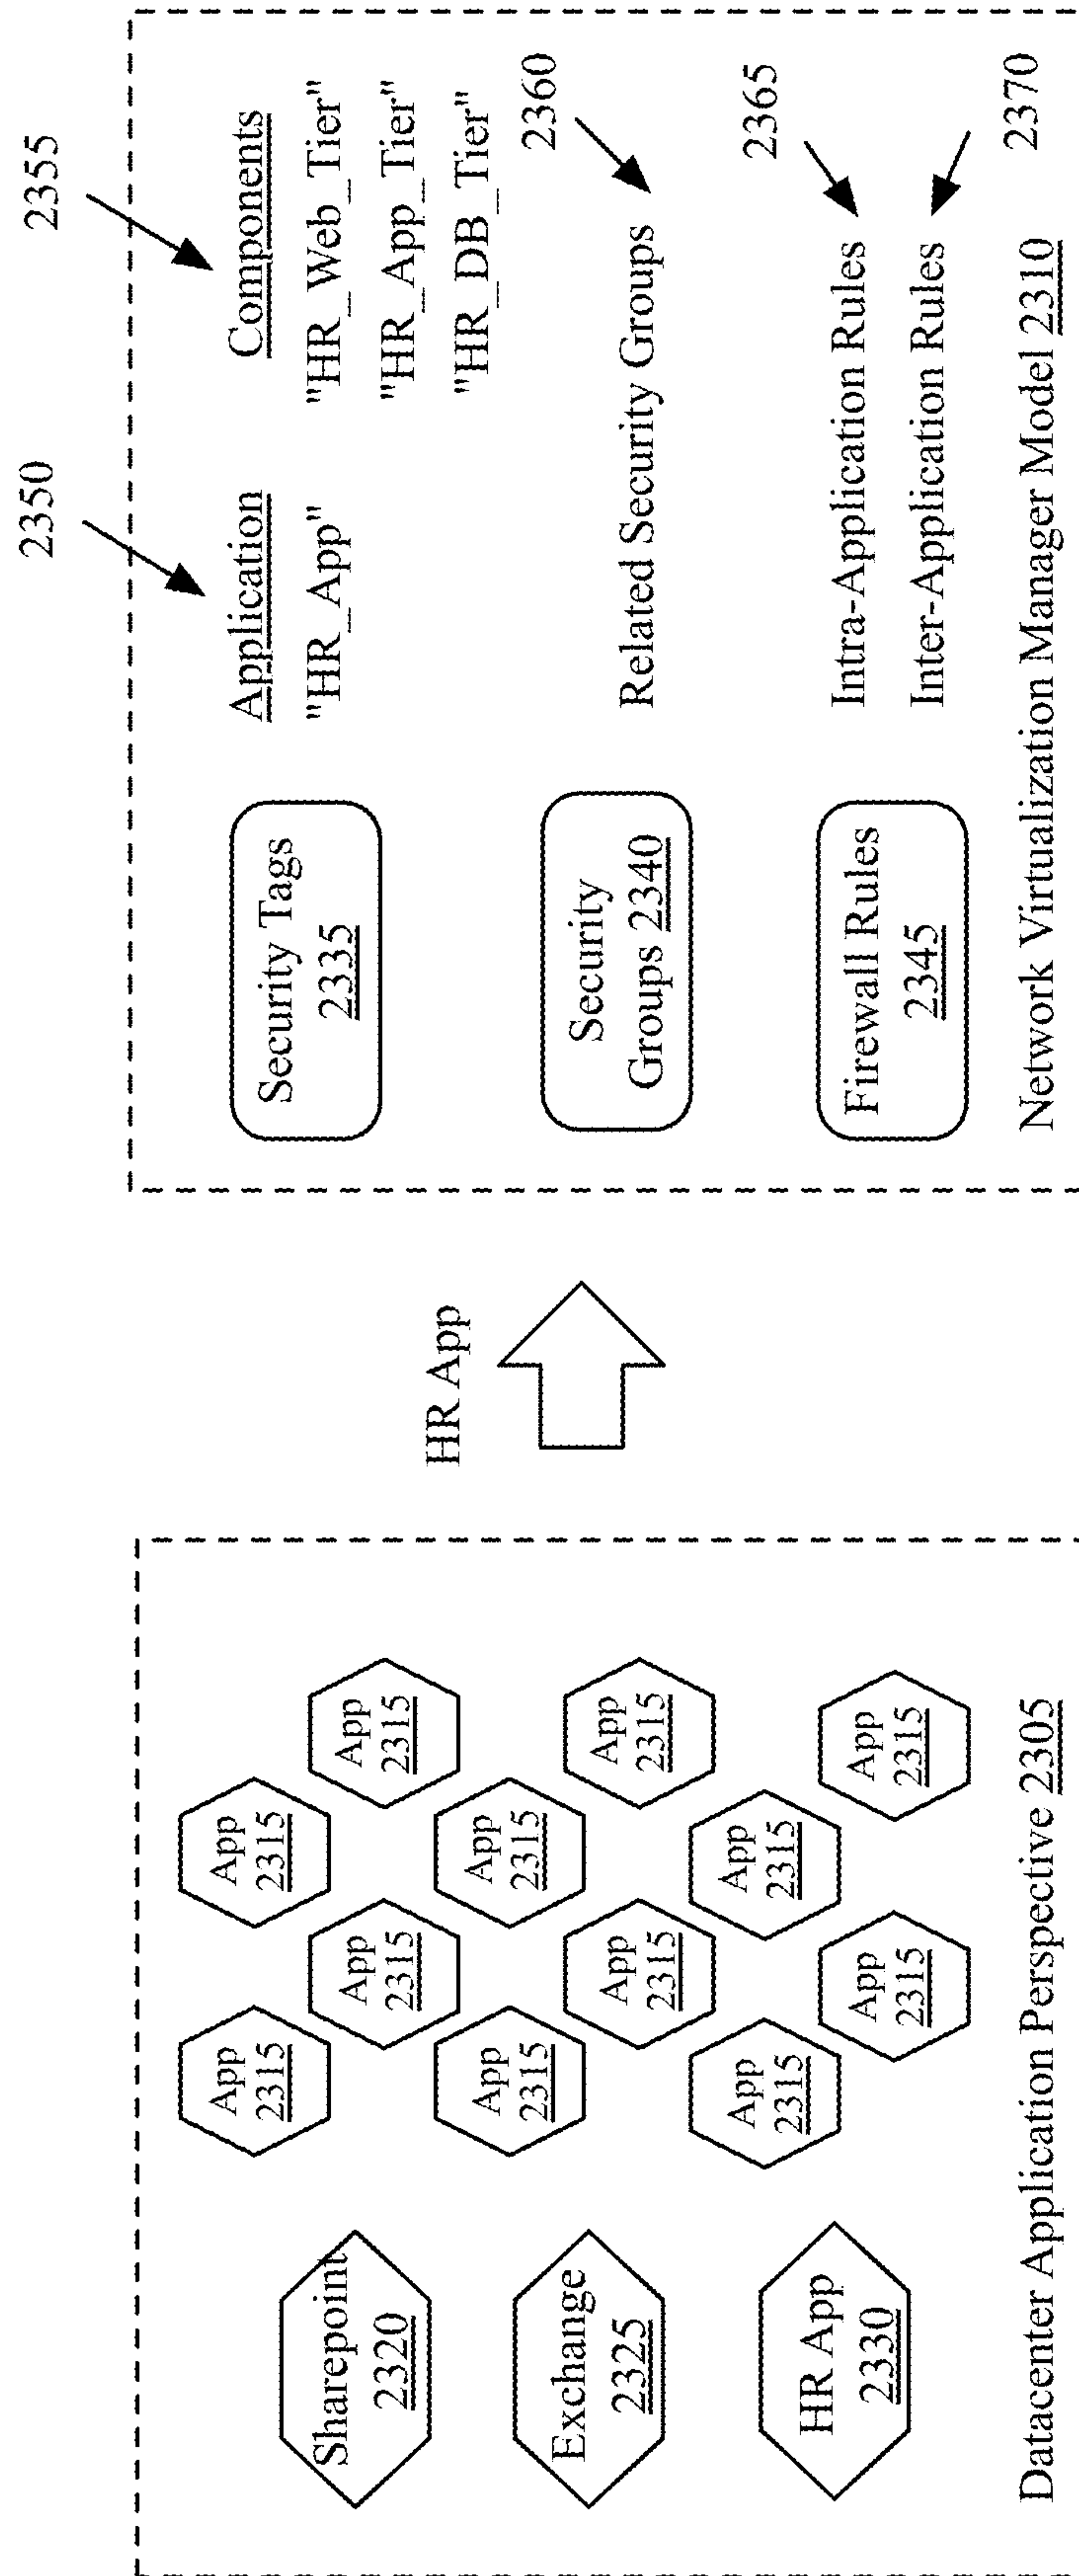 Sharepoint
2320
Exchange
2325
HR App
2330
App
2315
App
2315
App
2315
App
2315
App
2315
App
2315
App
2315
App
2315
App
2315
App
2315
App
2315
App
2315
Datacenter Application Perspective 2305
HR App
2350
2355
Security Tags
2335
Application
"HR_App"
Components
"HR_Web_Tier"
"HR_App_Tier"
"HR_DB_Tier"
2360
Security
Groups 2340
Related Security Groups
2365
Firewall Rules
2345
Intra-Application Rules
Inter-Application Rules
2370
Network Virtualization Manager Model 2310